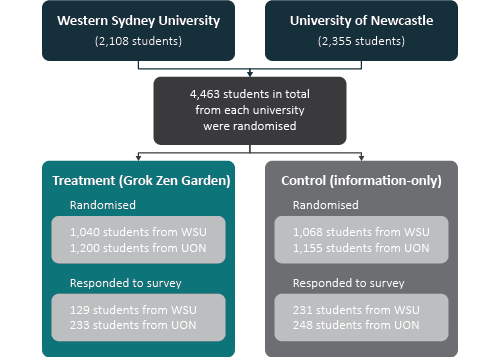 Western Sydney University
(2,108 students)
University of Newcastle
(2,355 students)
4,463 students in total
from each university
were randomised
Treatment (Grok Zen Garden)
Randomised
1,040 students from WSU
1,200 students from UON
Responded to survey
129 students from WSU
233 students from UON
Control (information-only)
Randomised
1,068 students from WSU
1,155 students from UON
Responded to survey
231 students from WSU
248 students from UON